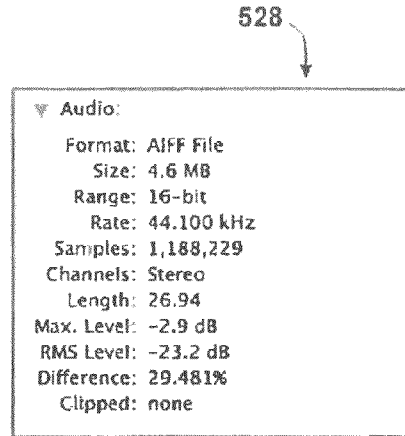 528
Audio:
Format: AIFF File
Size: 4.6 MB
Range: 16-bit
Rate: 44.100 kHz
Samples: 1,188,229
Channels: Stereo
Length: 26.94
Max. Level: -2.9 dB
RMS Level: -23.2 dB
Difference: 29.481%
Clipped: none